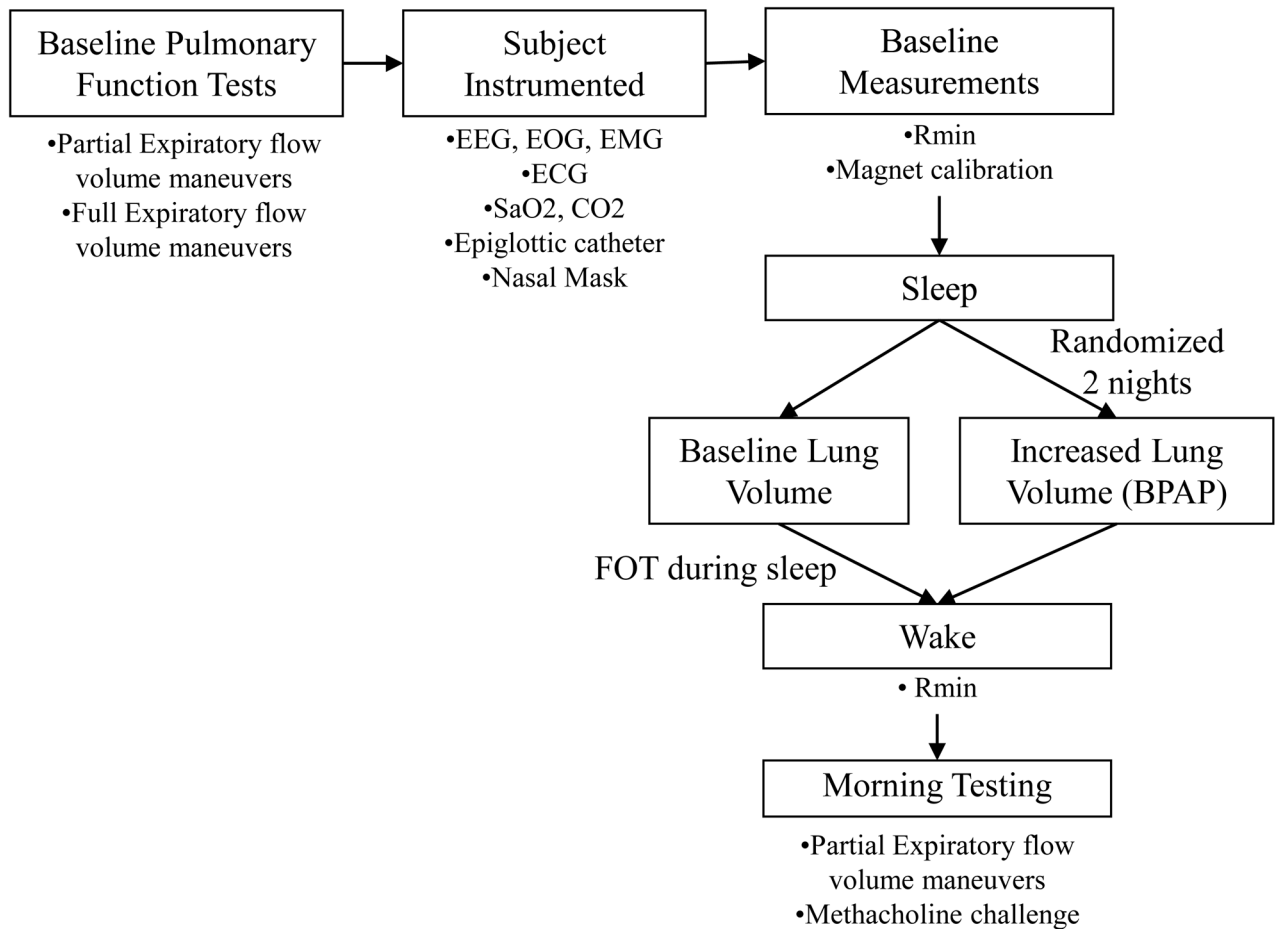 Baseline Pulmonary
Function Tests
•Partial Expiratory flow
volume maneuvers
•Full Expiratory flow
volume maneuvers
Subject
Instrumented
•EEG, EOG, EMG
•ECG
•SaO2, CO2
•Epiglottic catheter
•Nasal Mask
Baseline
Measurements
•Rmin
•Magnet calibration
Sleep
Randomized
2 nights
Baseline Lung
Volume
Increased Lung
Volume (BPAP)
FOT during sleep
Wake
• Rmin
Morning Testing
•Partial Expiratory flow
volume maneuvers
•Methacholine challenge